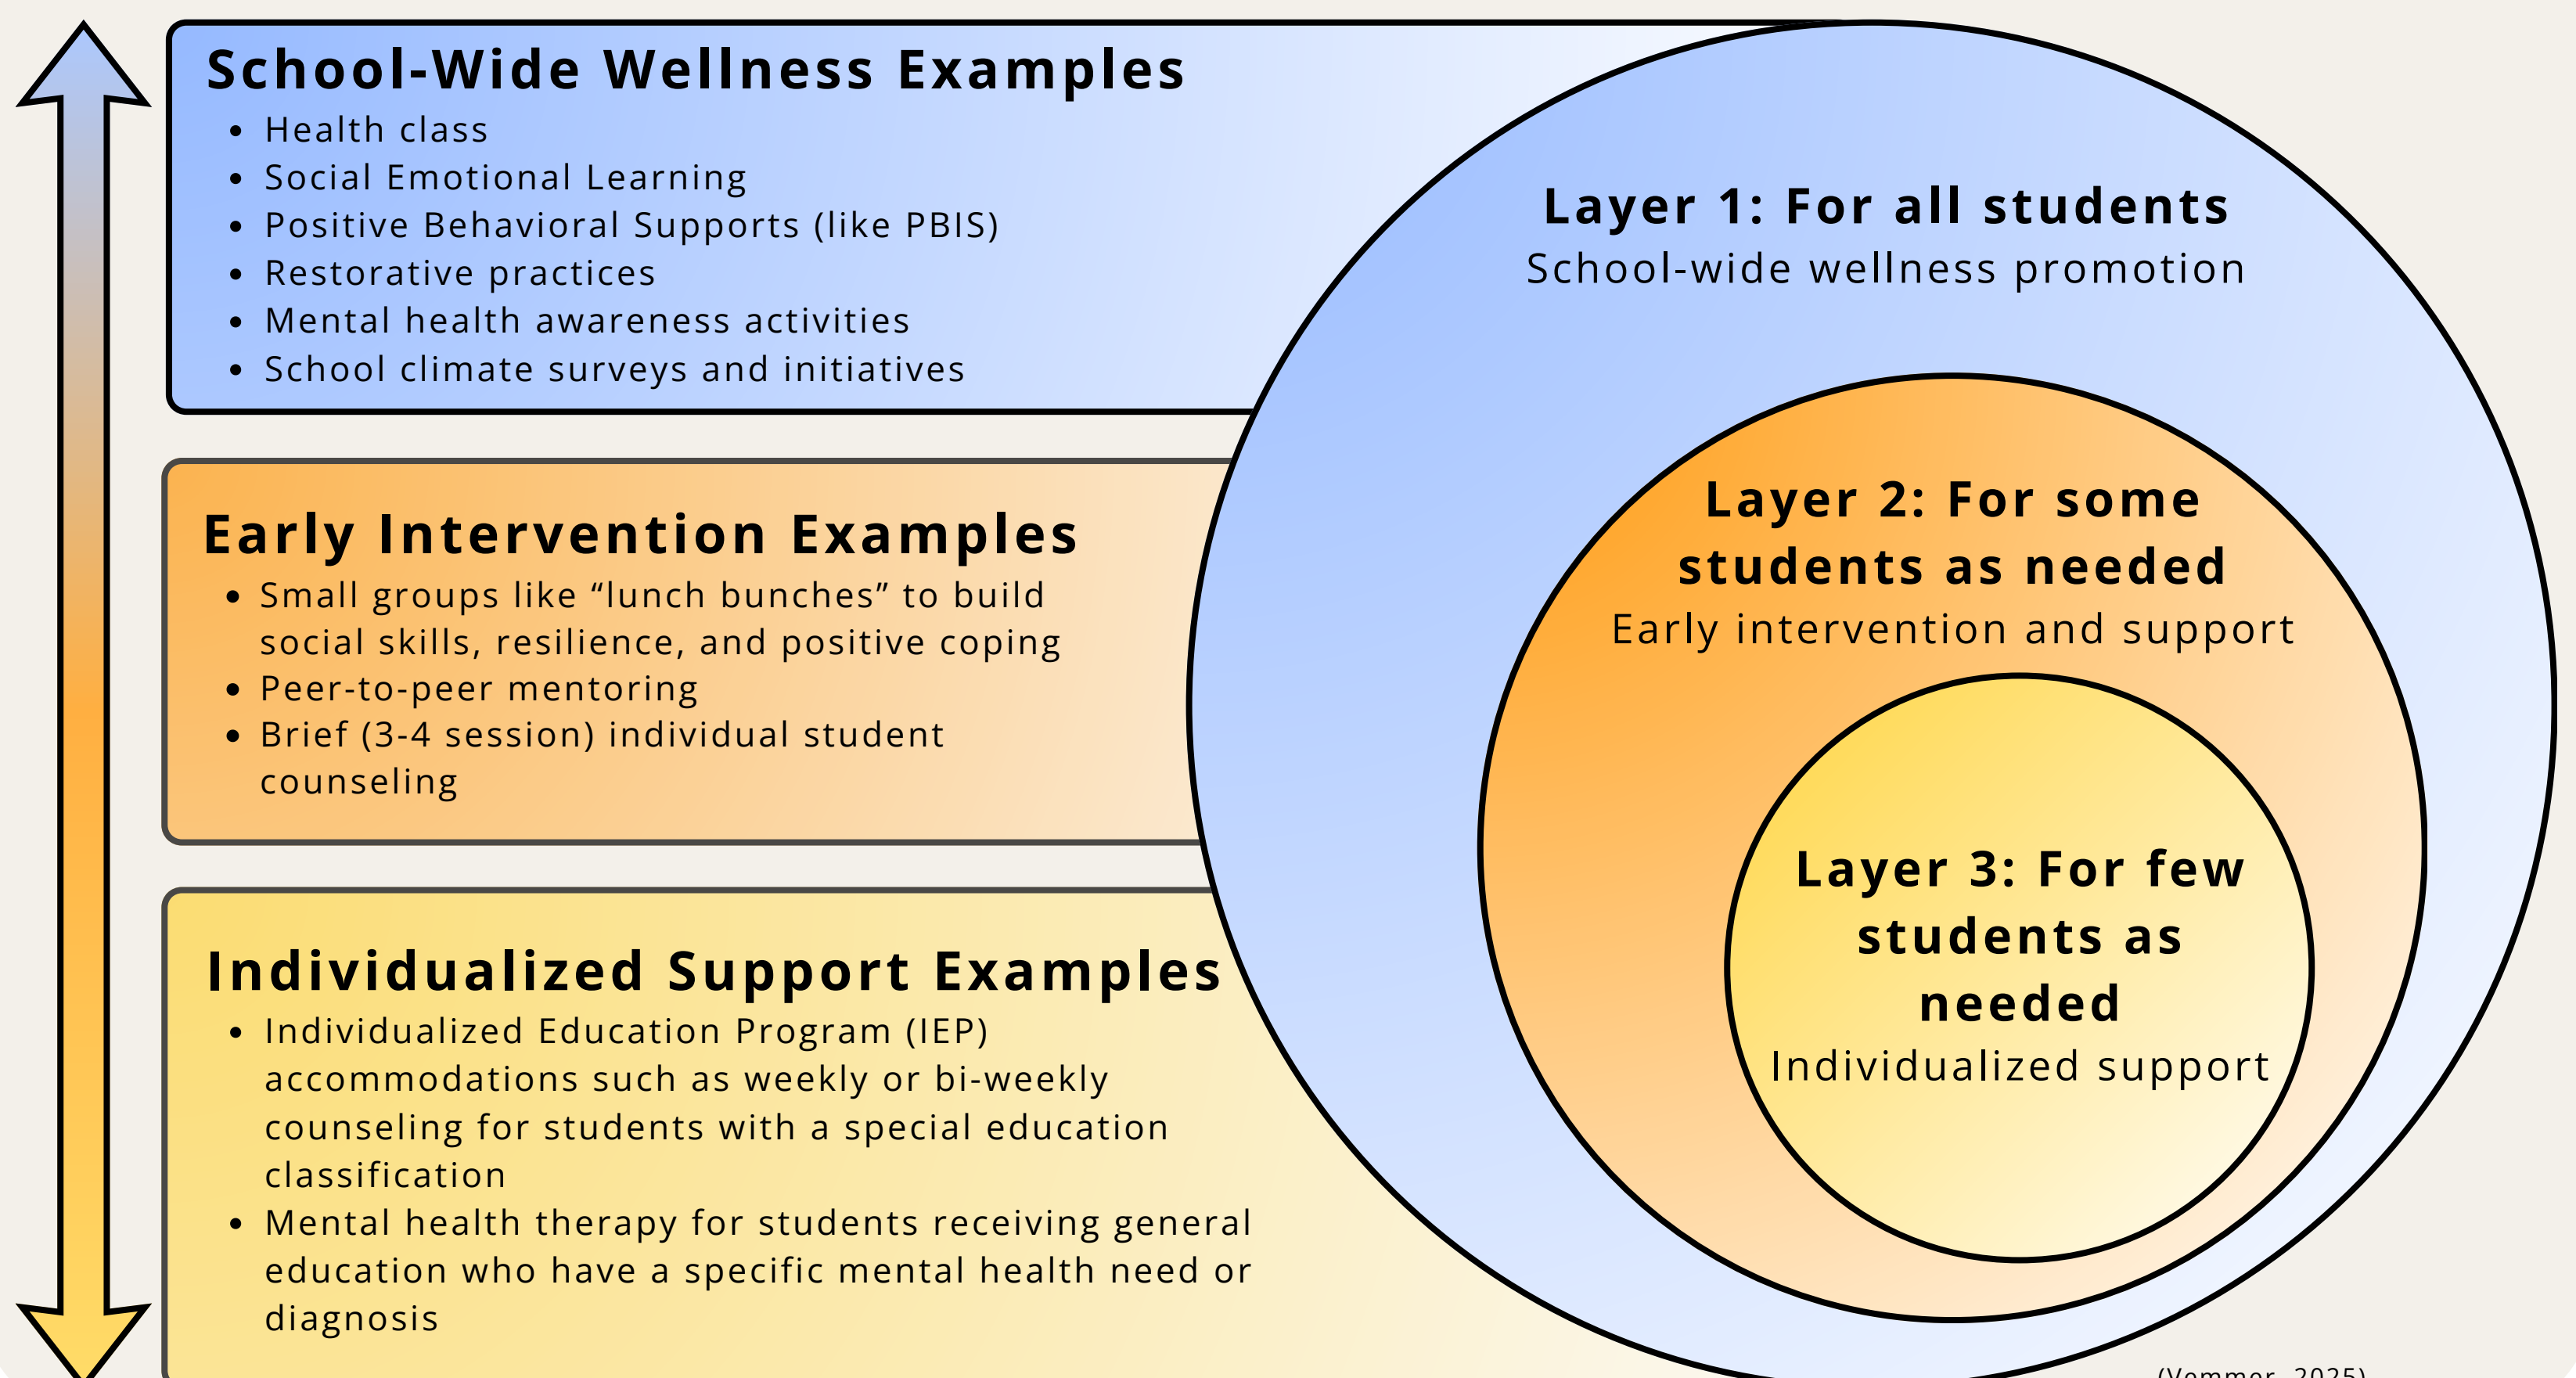 School-Wide Wellness Examples
• Health class
• Social Emotional Learning
• Positive Behavioral Supports (like PBIS)
• Restorative practices
• Mental health awareness activities
• School climate surveys and initiatives
Early Intervention Examples
• Small groups like “lunch bunches” to build
social skills, resilience, and positive coping
• Peer-to-peer mentoring
• Brief (3-4 session) individual student
counseling
Individualized Support Examples
• Individualized Education Program (IEP)
accommodations such as weekly or bi-weekly
counseling for students with a special education
classification
• Mental health therapy for students receiving general
education who have a specific mental health need or
diagnosis
Layer 1: For all students
School-wide wellness promotion
Layer 2: For some
students as needed
Early intervention and support
Layer 3: For few
students as
needed
Individualized support
2025)